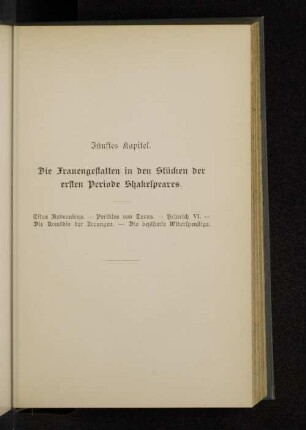 Fünftes Kapitel.
Die Frauengestalten in den Stücken der
ersten Periode Shakespeares.
Titus Andronikus. — Perikles von Tyrus. — Heinrich VI. —
Die Komödie der Irrungen. — Die bezähmte Widerspenstige.